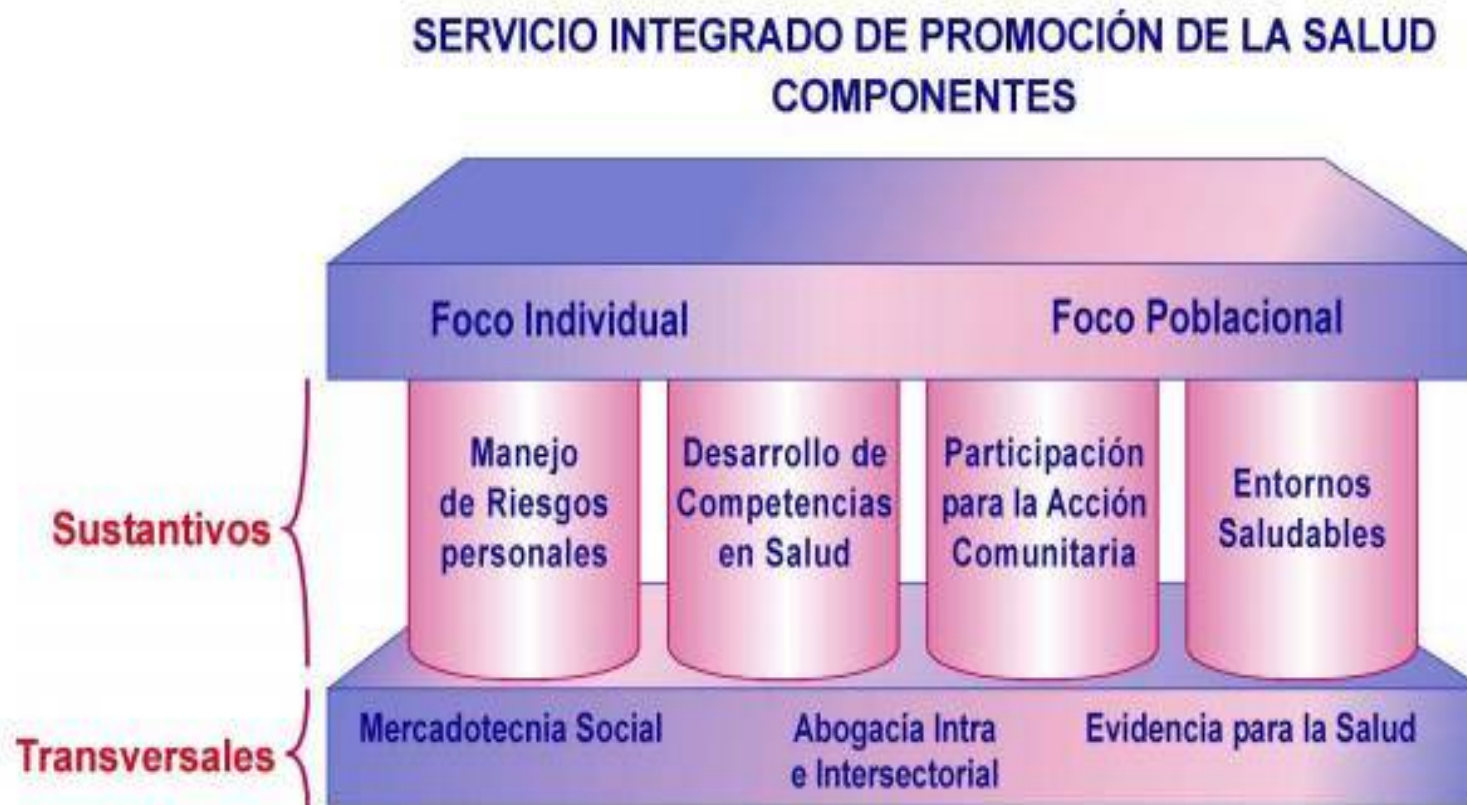 SERVICIO INTEGRADO DE PROMOCIÓN DE LA SALUD
COMPONENTES
Foco Individual
Foco Poblacional
Sustantivos
Manejo
de Riesgos
personales
Desarrollo de
Competencias
en Salud
Participación
para la Acción
Comunitaria
Entornos
Saludables
Transversales
Mercadotecnia Social
Abogacía Intra
e Intersectorial
Evidencia para la Salud